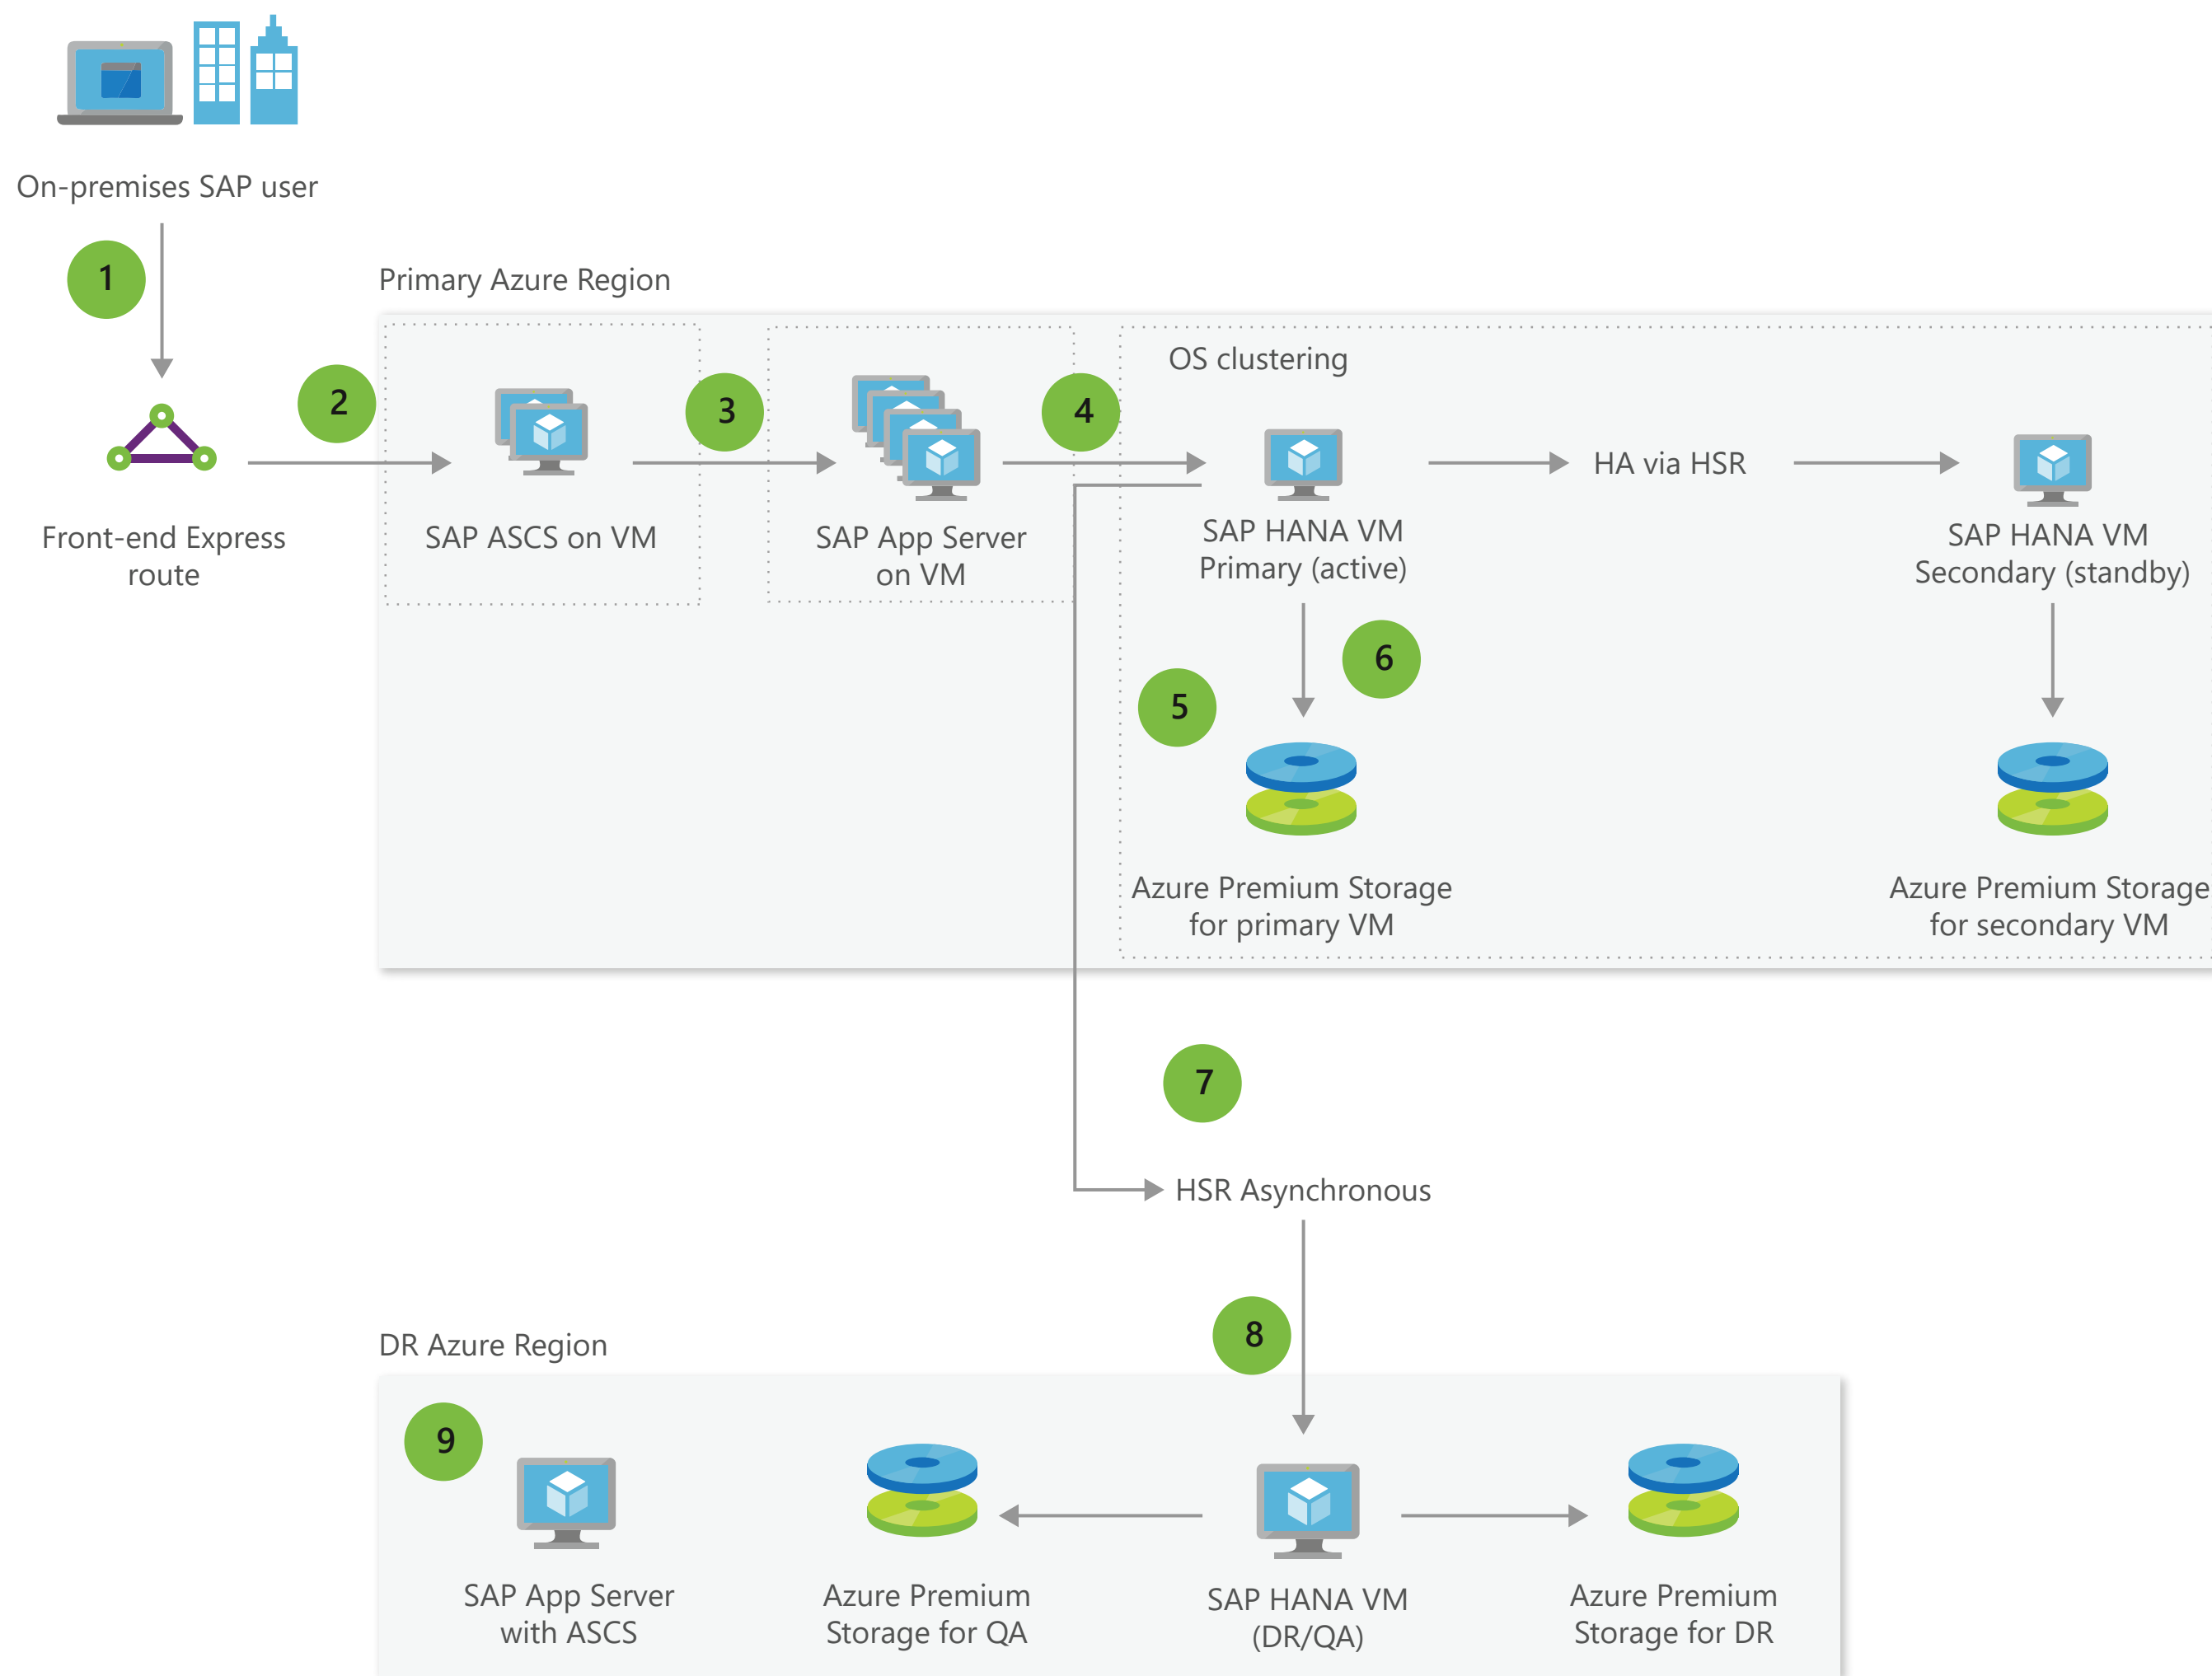 On-premises SAP user
1
Primary Azure Region
2
3
4
OS clustering
HA via HSR
Front-end Express
route
SAP ASCS on VM
SAP App Server
on VM
SAP HANA VM
Primary (active)
SAP HANA VM
Secondary (standby)
5
6
Azure Premium Storage
for primary VM
Azure Premium Storage
for secondary VM
7
HSR Asynchronous
8
DR Azure Region
9
SAP App Server
with ASCS
Azure Premium
Storage for QA
SAP HANA VM
(DR/QA)
Azure Premium
Storage for DR